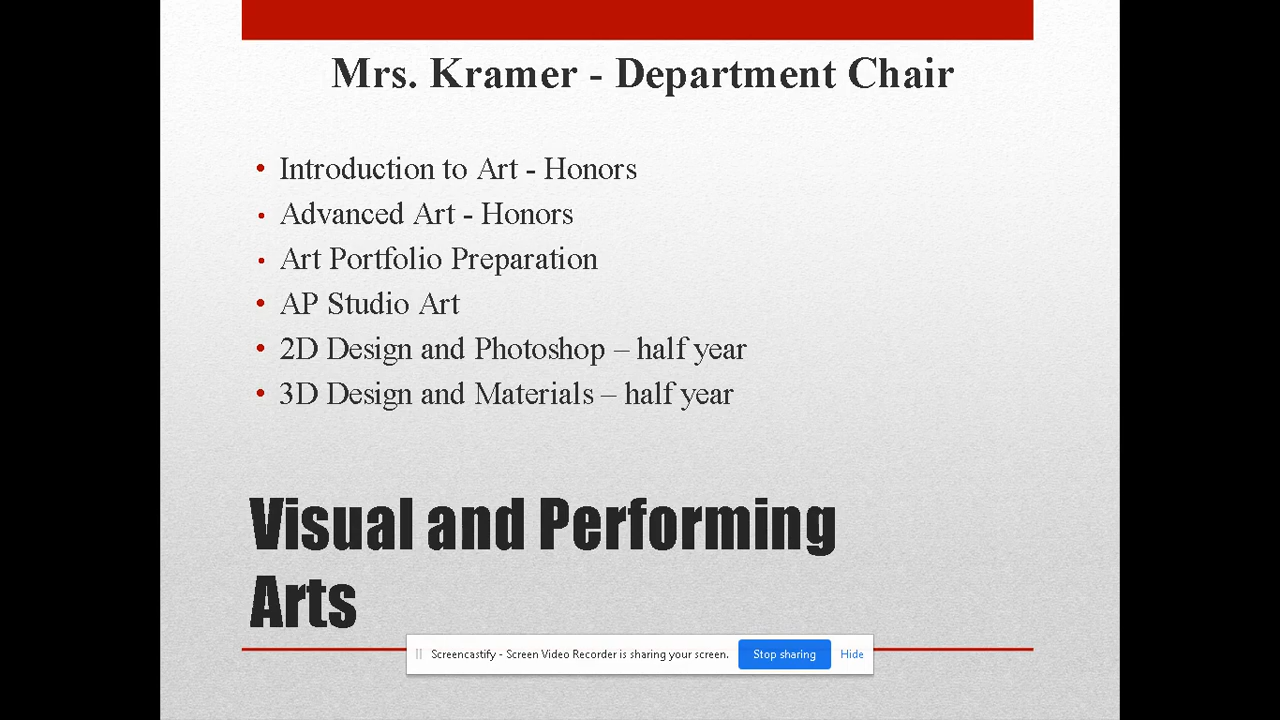 Mrs. Kramer - Department Chair
• Introduction to Art - Honors
• Advanced Art - Honors
• Art Portfolio Preparation
• AP Studio Art
• 2D Design and Photoshop – half year
• 3D Design and Materials – half year
Visual and Performing
Arts
Screencastify - Screen Video Recorder is sharing your screen. Stop sharing Hide